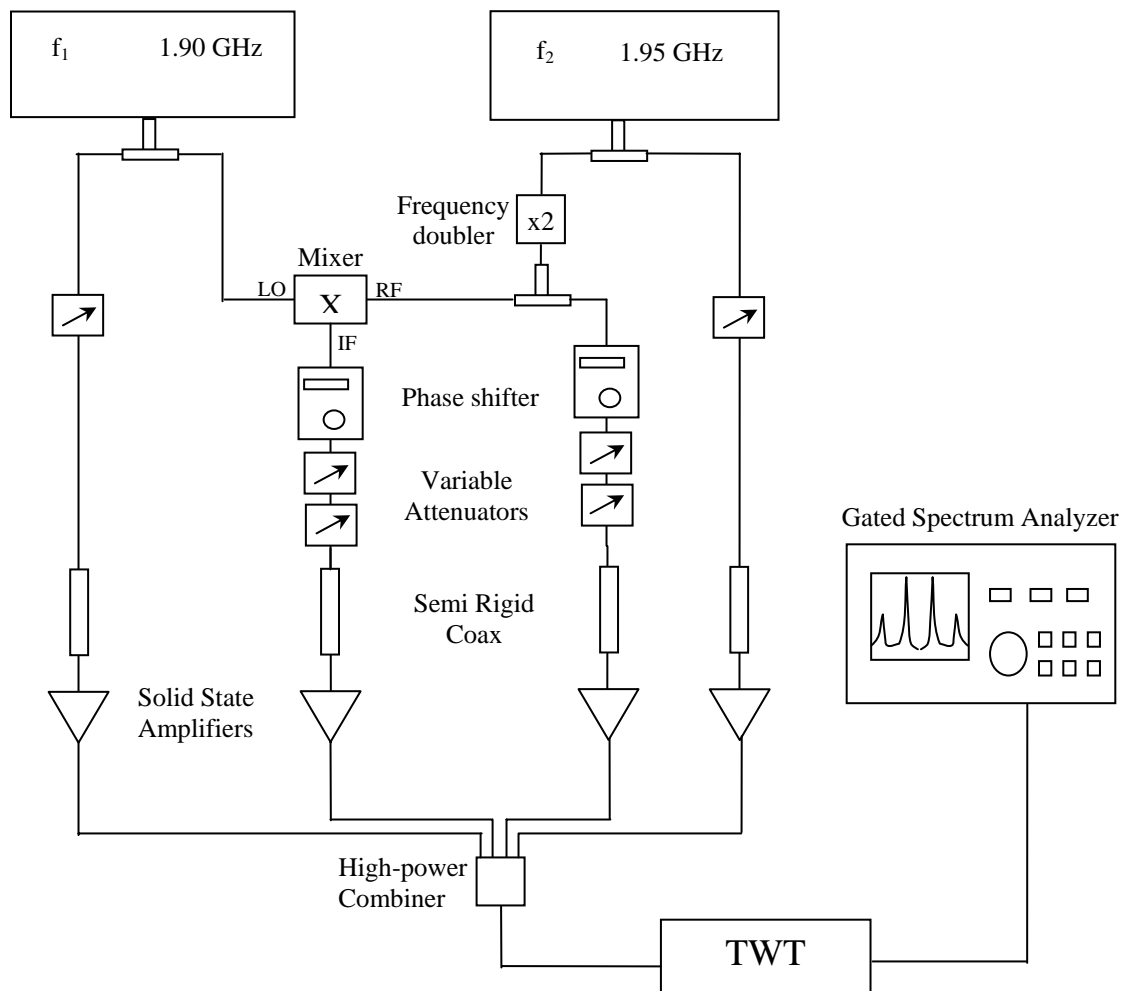 f₁ 1.90 GHz
f₂ 1.95 GHz
Frequency
doubler
x2
Mixer
LO
X
RF
IF
Phase shifter
Variable
Attenuators
Gated Spectrum Analyzer
Semi Rigid
Coax
Solid State
Amplifiers
High-power
Combiner
TWT